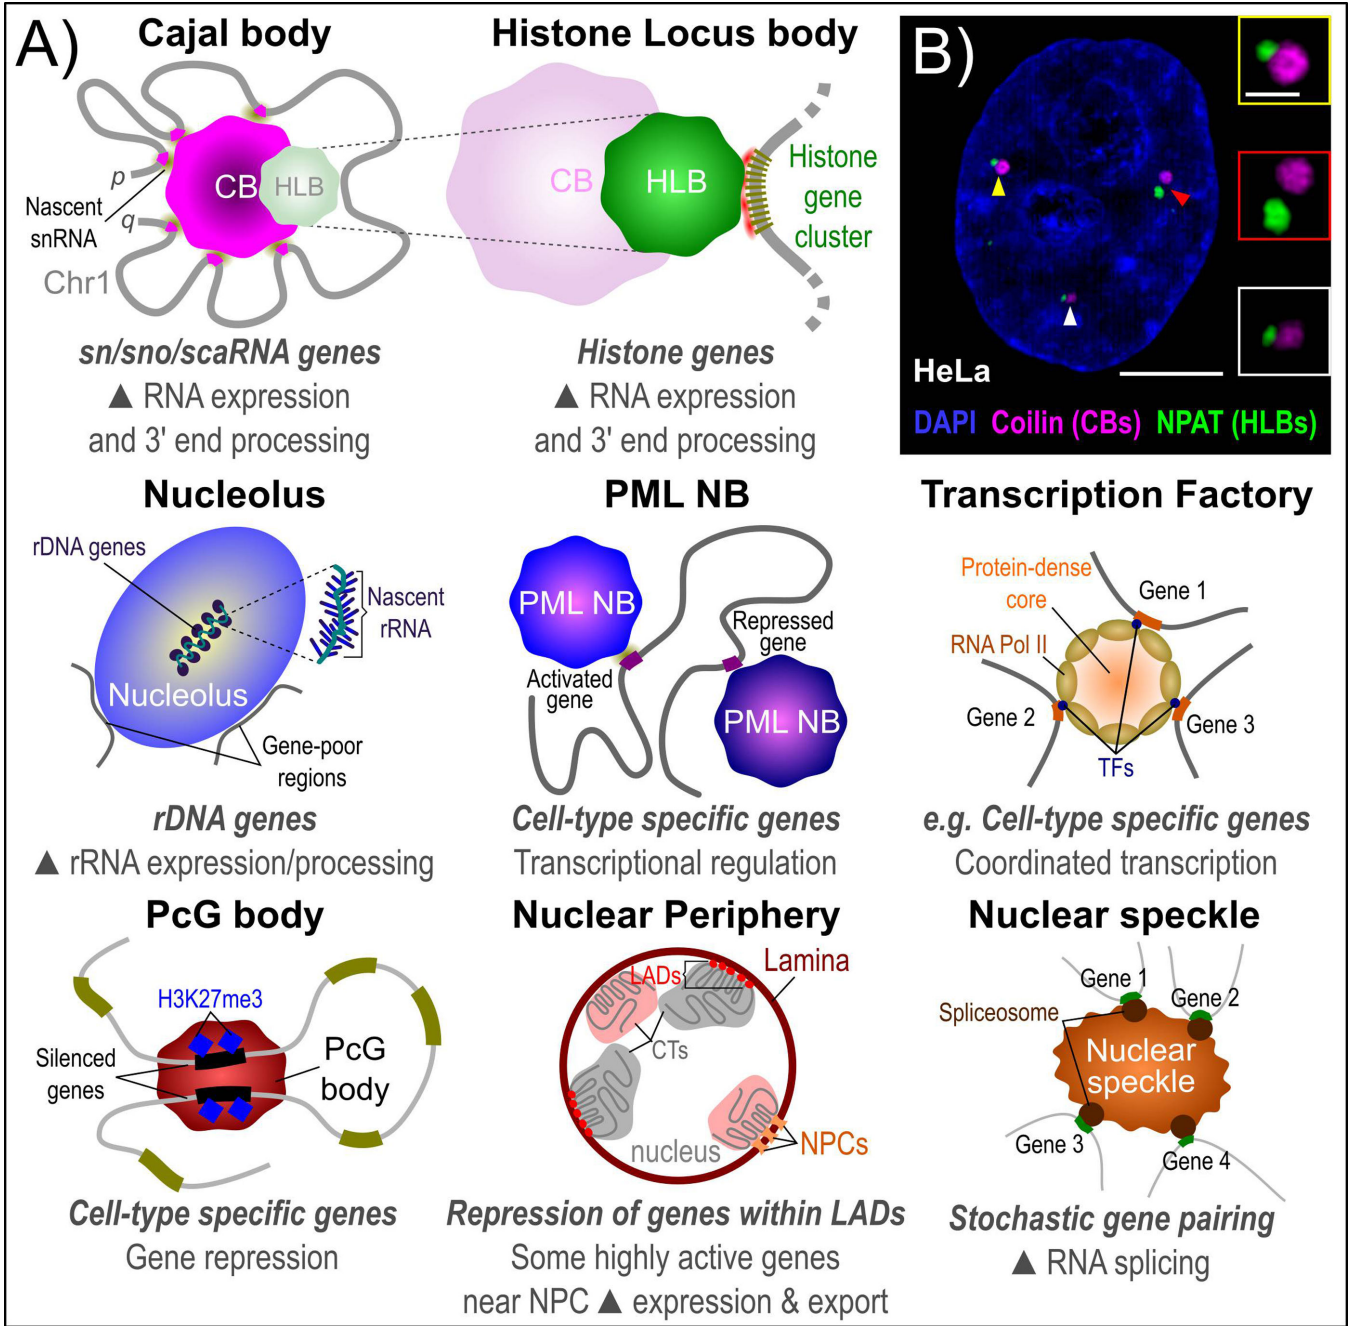 A)
Cajal body
CB
HLB
p
q
Nascent
snRNA
Chr1
sn/sno/scaRNA genes
▲ RNA expression
and 3' end processing
Histone Locus body
CB
HLB
Histone
gene
cluster
Histone genes
▲ RNA expression
and 3' end processing
B)
HeLa
DAPI Coilin (CBs) NPAT (HLBs)
Nucleolus
rDNA genes
Nascent
rRNA
Nucleolus
Gene-poor
regions
rDNA genes
▲ rRNA expression/processing
PML NB
PML NB
Activated
gene
Repressed
gene
PML NB
Cell-type specific genes
Transcriptional regulation
Transcription Factory
Protein-dense
core
Gene 1
RNA Pol II
Gene 2
Gene 3
TFs
e.g. Cell-type specific genes
Coordinated transcription
PcG body
H3K27me3
Silenced
genes
PcG
body
Cell-type specific genes
Gene repression
Nuclear Periphery
LADs
Lamina
CTs
nucleus
NPCs
Repression of genes within LADs
Some highly active genes
near NPC ▲ expression & export
Nuclear speckle
Gene 1
Gene 2
Spliceosome
Nuclear
speckle
Gene 3
Gene 4
Stochastic gene pairing
▲ RNA splicing